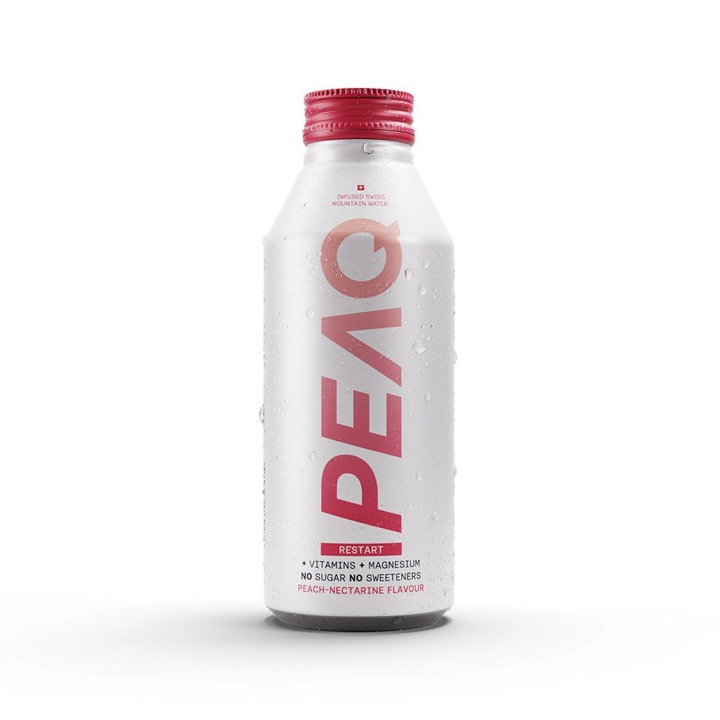 INFUSED SWISS
MOUNTAIN WATER.
PEAQ
RESTART
+ VITAMINS + MAGNESIUM
NO SUGAR NO SWEETENERS
PEACH-NECTARINE FLAVOUR